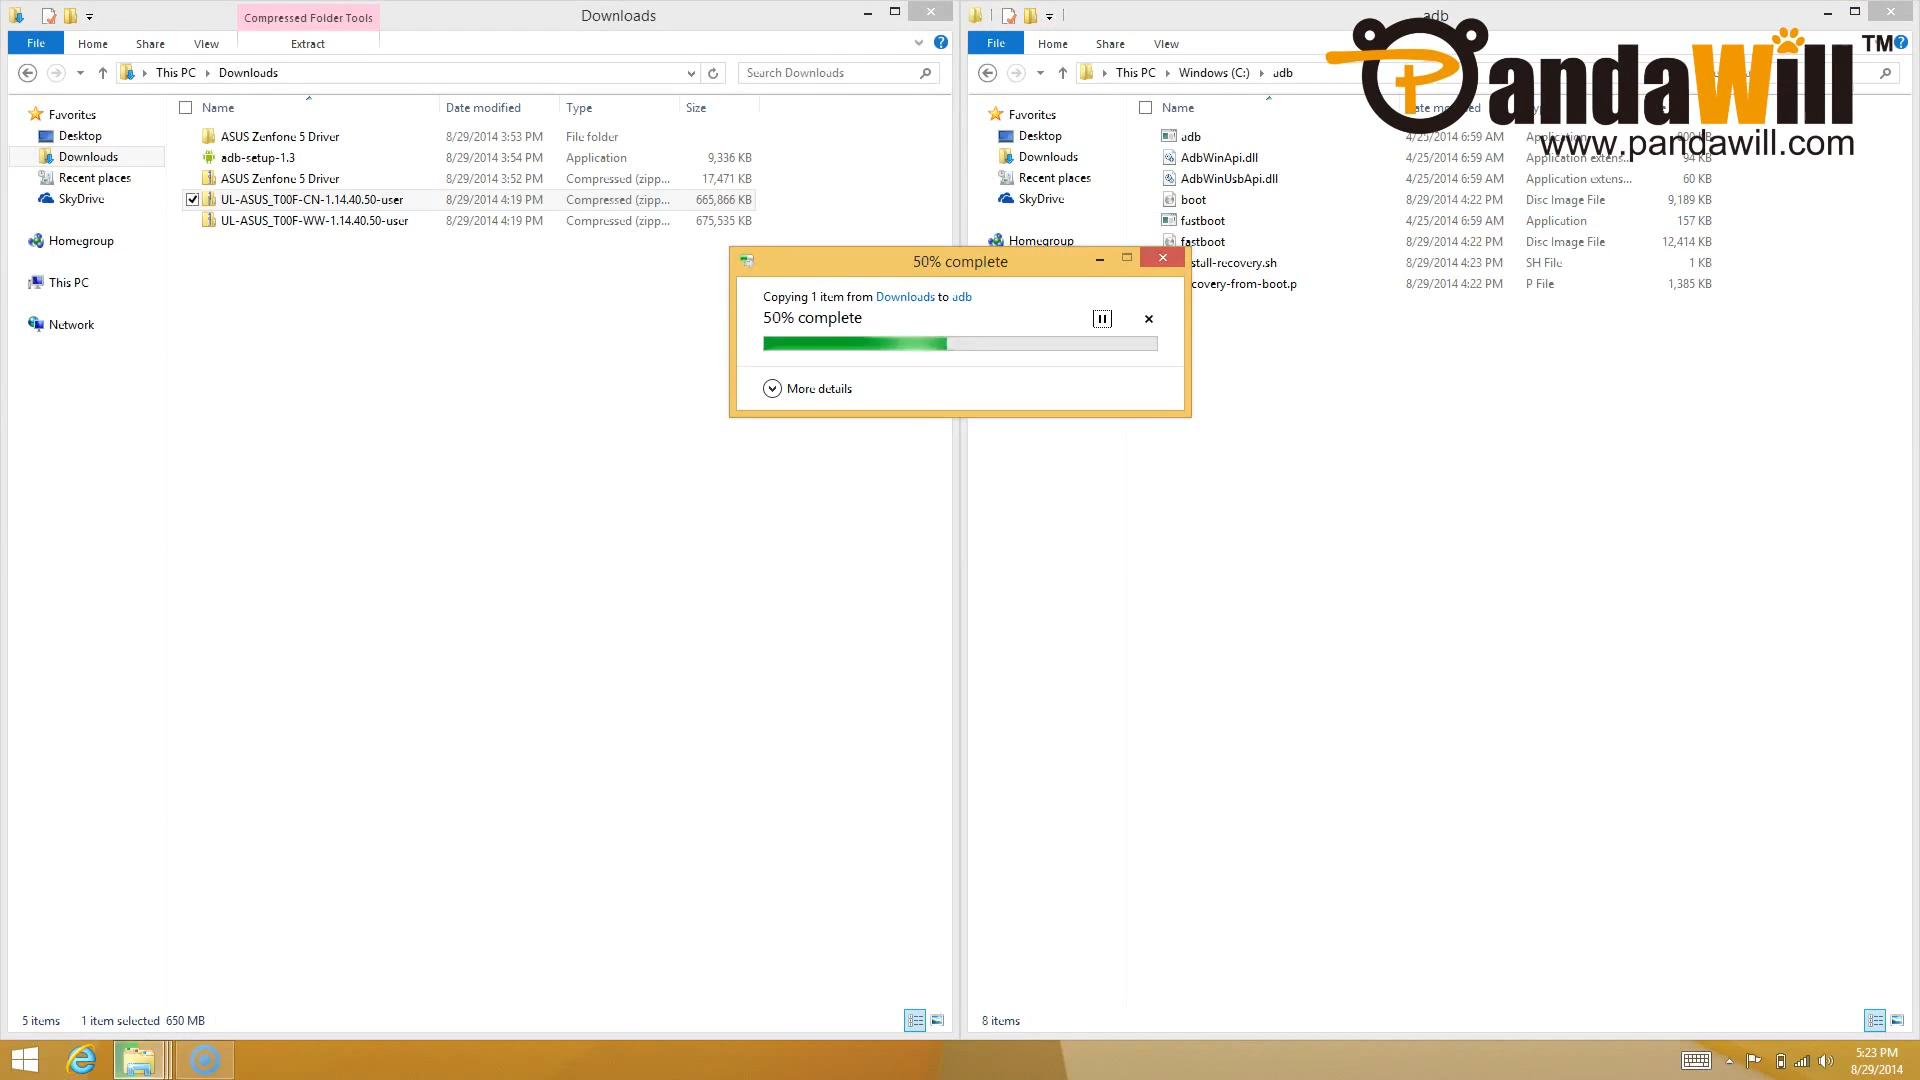 Compressed Folder Tools
Downloads
File
Home
Share
View
Extract
This PC
Downloads
Search Downloads
Favorites
Desktop
Downloads
Recent places
SkyDrive
Homegroup
This PC
Network
Name
Date modified
Type
Size
ASUS Zenfone 5 Driver 8/29/2014 3:53 PM File folder
adb-setup-1.3 8/29/2014 3:54 PM Application 9,336 KB
ASUS Zenfone 5 Driver 8/29/2014 3:52 PM Compressed (zipp... 17,471 KB
UL-ASUS_T00F-CN-1.14.40.50-user 8/29/2014 4:19 PM Compressed (zipp... 665,866 KB
UL-ASUS_T00F-WW-1.14.40.50-user 8/29/2014 4:19 PM Compressed (zipp... 675,535 KB
5 items 1 item selected 650 MB
adb
File
Home
Share
View
This PC
Windows (C:)
adb
PandaWill TM
www.pandawill.com
Favorites
Desktop
Downloads
Recent places
SkyDrive
Homegroup
Name
adb 4/25/2014 6:59 AM Application
AdbWinApi.dll 4/25/2014 6:59 AM Application extens... 94 KB
AdbWinUsbApi.dll 4/25/2014 6:59 AM Application extens... 60 KB
boot 8/29/2014 4:22 PM Disc Image File 9,189 KB
fastboot 4/25/2014 6:59 AM Application 157 KB
fastboot 8/29/2014 4:22 PM Disc Image File 12,414 KB
stall-recovery.sh 8/29/2014 4:23 PM SH File 1 KB
covery-from-boot.p 8/29/2014 4:22 PM P File 1,385 KB
8 items
50% complete
Copying 1 item from Downloads to adb
50% complete
More details
5:23 PM
8/29/2014